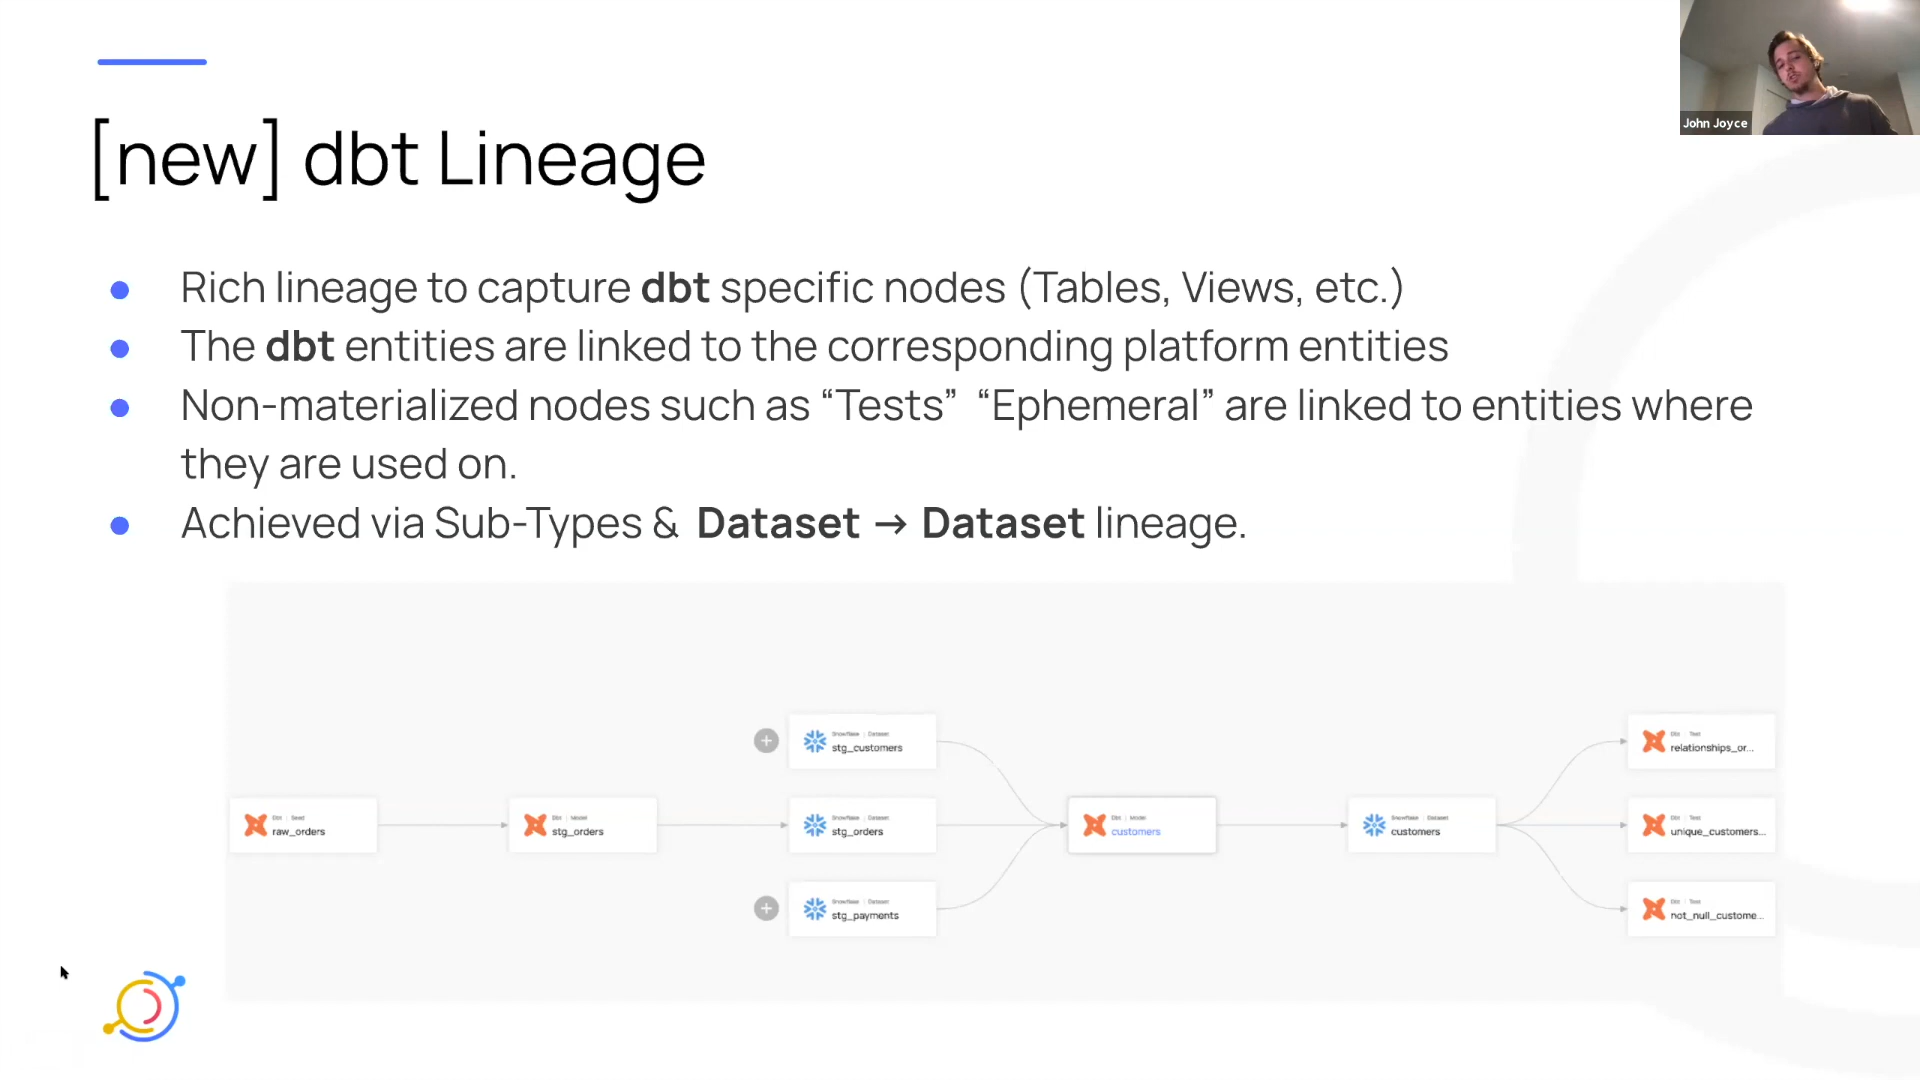 John Joyce
[new] dbt Lineage
Rich lineage to capture dbt specific nodes (Tables, Views, etc.)
The dbt entities are linked to the corresponding platform entities
Non-materialized nodes such as “Tests” “Ephemeral” are linked to entities where
they are used on.
Achieved via Sub-Types & Dataset → Dataset lineage.
Dbt | Seed
raw_orders
Dbt | Model
stg_orders
Snowflake | Dataset
stg_customers
Snowflake | Dataset
stg_orders
Snowflake | Dataset
stg_payments
Dbt | Model
customers
Snowflake | Dataset
customers
Dbt | Test
relationships_or...
Dbt | Test
unique_customers...
Dbt | Test
not_null_custome...